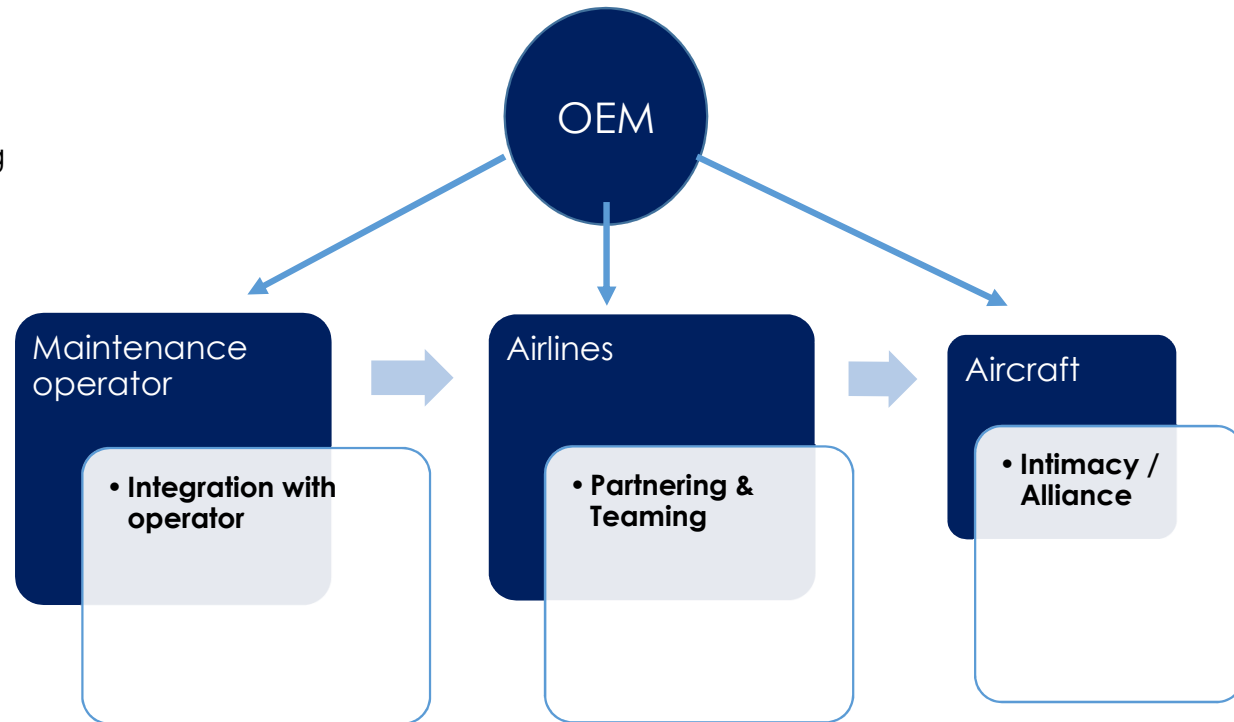 OEM
g
Maintenance
operator
Airlines
Aircraft
• Integration with
operator
• Partnering &
Teaming
• Intimacy /
Alliance